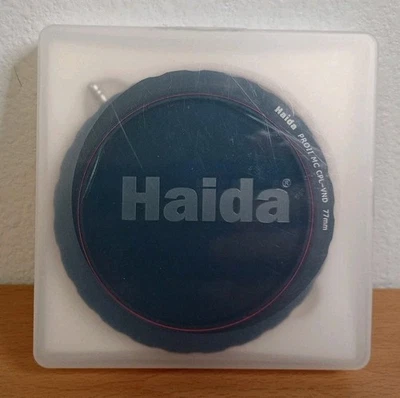 Haida PROII MC CPL-VND 77mm
Haida®